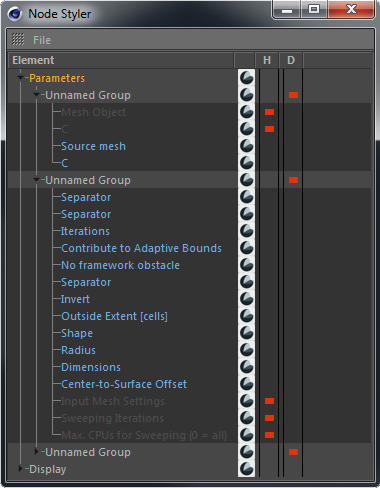 Node Styler
File
Element H D
Parameters
Unnamed Group
Mesh Object
C
Source mesh
C
Unnamed Group
Separator
Separator
Iterations
Contribute to Adaptive Bounds
No framework obstacle
Separator
Invert
Outside Extent [cells]
Shape
Radius
Dimensions
Center-to-Surface Offset
Input Mesh Settings
Sweeping Iterations
Max. CPUs for Sweeping (0 = all)
Unnamed Group
Display